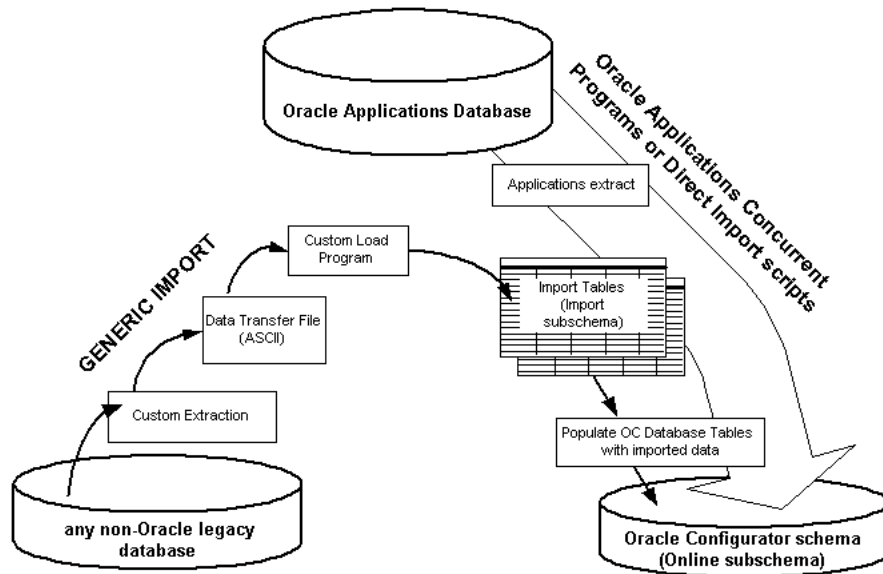 Oracle Applications Database
Oracle Applications Concurrent
Programs or Direct Import scripts
Applications extract
Custom Load
Program
GENERIC IMPORT
Import Tables
(Import
subschema)
Data Transfer File
(ASCII)
Custom Extraction
Populate OC Database Tables
with imported data
any non-Oracle legacy
database
Oracle Configurator schema
(Online subschema)